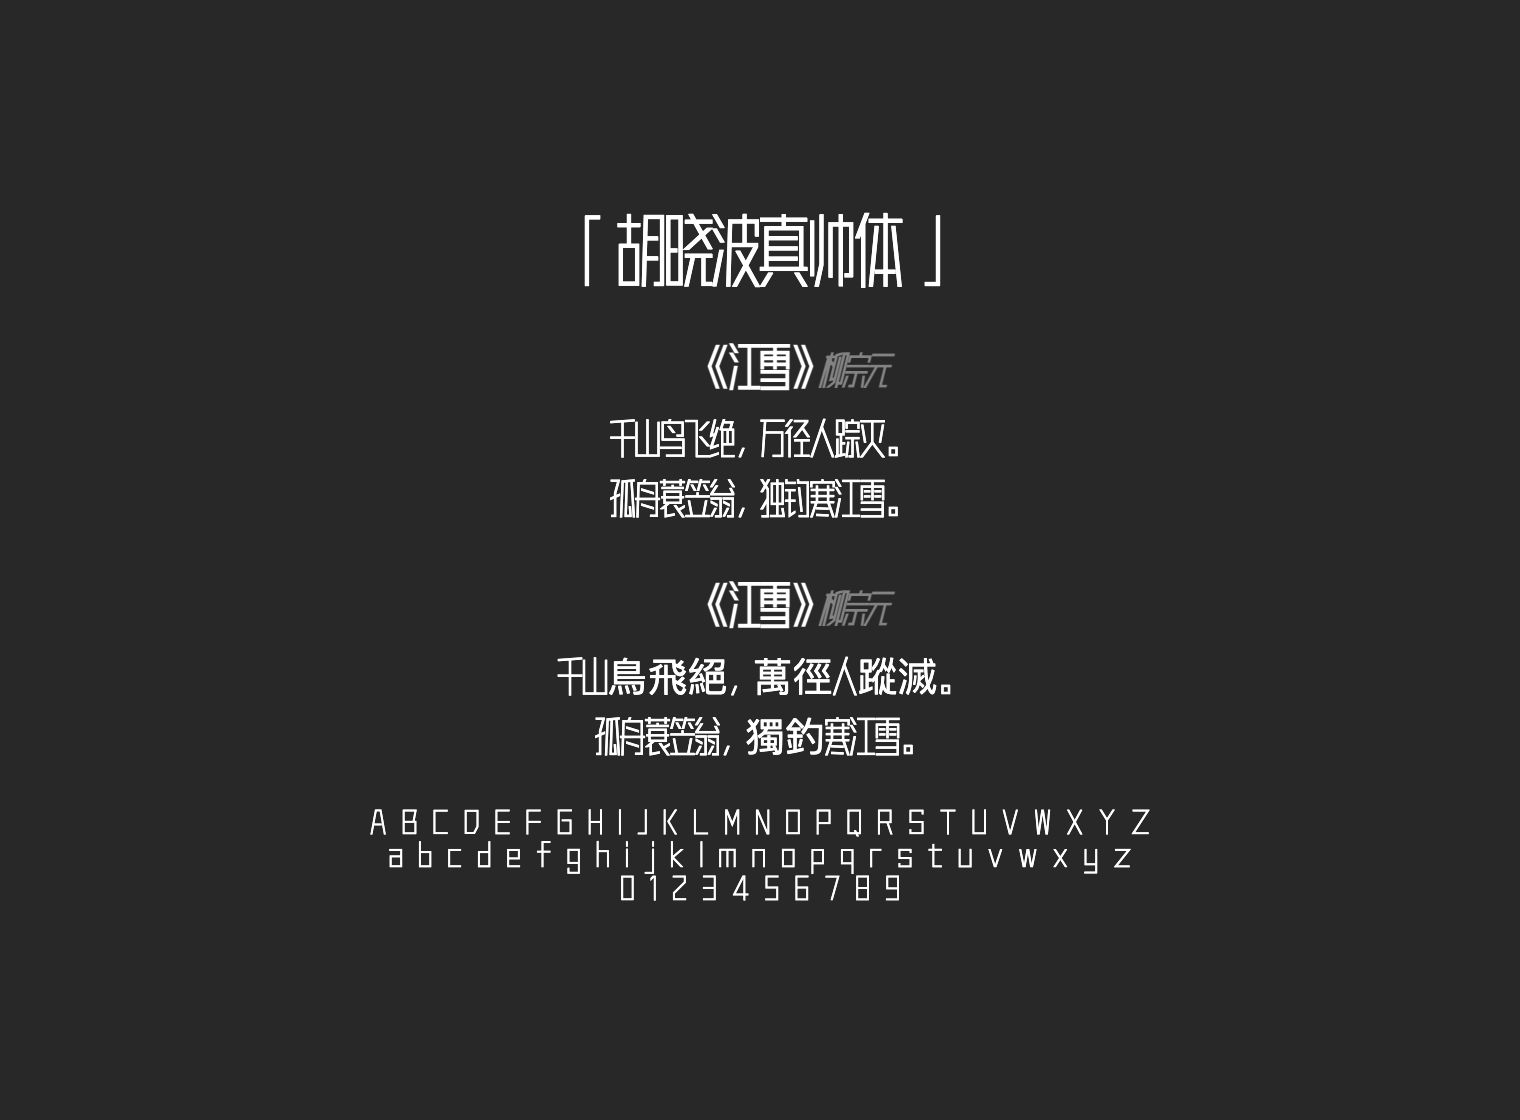 「胡晓波真帅体」
《江雪》柳宗元
千山鸟飞绝，万径人踪灭。
孤舟蓑笠翁，独钓寒江雪。
《江雪》柳宗元
千山鳥飛絕，萬徑人蹤滅。
孤舟蓑笠翁，獨釣寒江雪。
A B C D E F G H I J K L M N O P Q R S T U V W X Y Z
a b c d e f g h i j k l m n o p q r s t u v w x y z
0 1 2 3 4 5 6 7 8 9